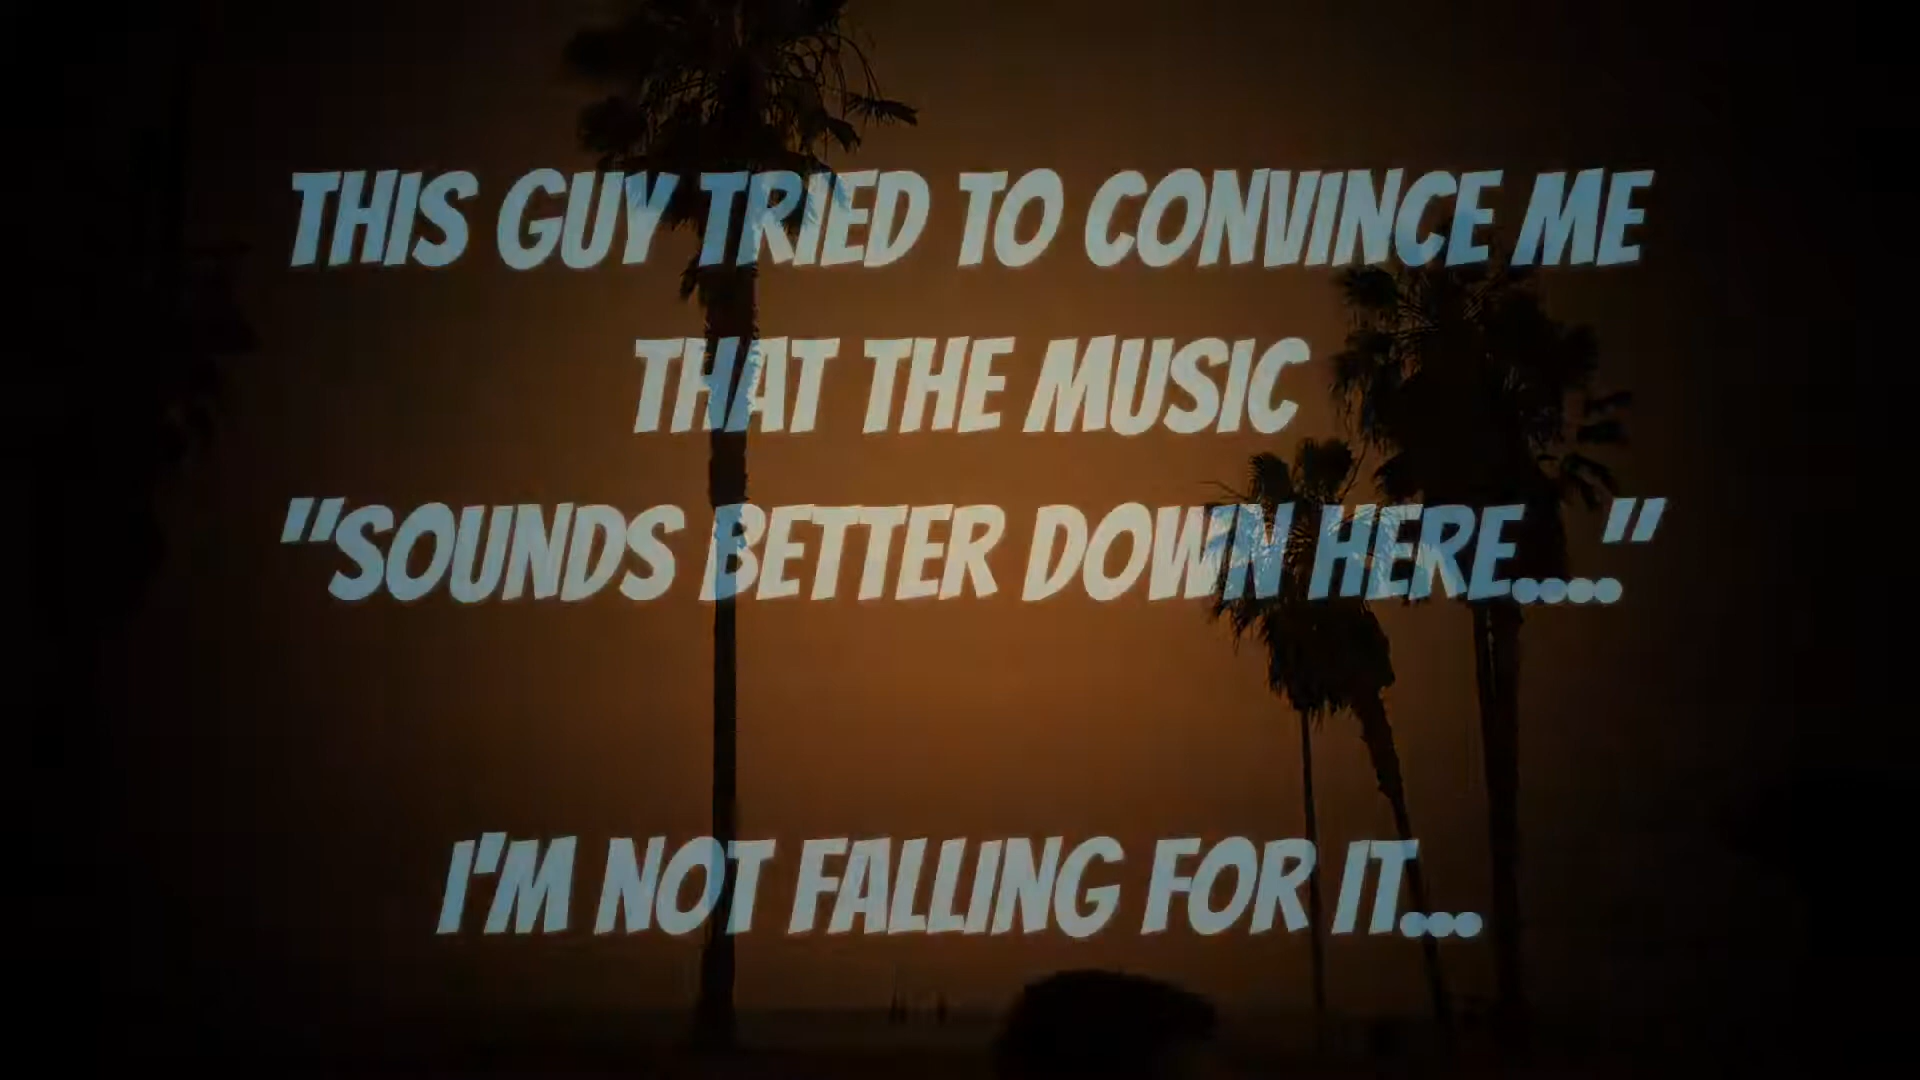 THIS GUY TRIED TO CONVINCE ME
THAT THE MUSIC
"SOUNDS BETTER DOWN HERE...."
I'M NOT FALLING FOR IT...